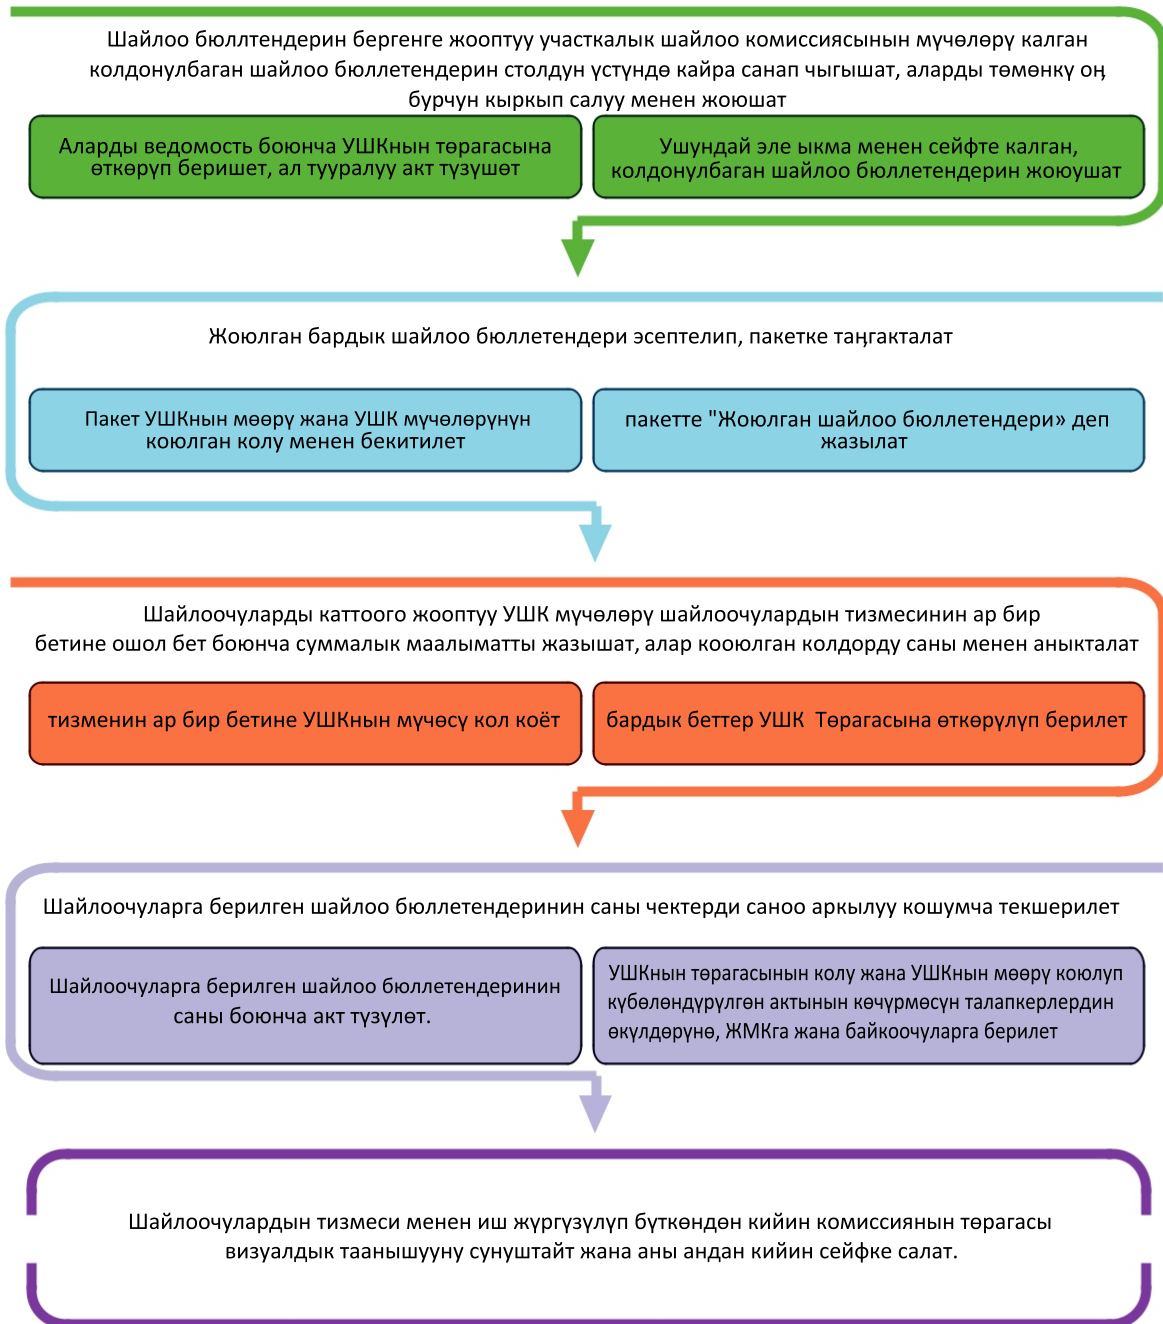 Шайлоо бюллтендерин бергенге жооптуу участкалык шайлоо комиссиясынын мүчөлөрү калган
колдонулбаган шайлоо бюллетендерин столдун үстүндө кайра санап чыгышат, аларды төмөнкү оң
бурчун кыркып салуу менен жоюшат
Аларды ведомость боюнча УШКнын төрагасына
өткөрүп беришет, ал тууралуу акт түзүшөт
Ушундай эле ыкма менен сейфте калган,
колдонулбаган шайлоо бюллетендерин жоюушат
Жоюлган бардык шайлоо бюллетендери эсептелип, пакетке таңгакталат
Пакет УШКнын мөөрү жана УШК мүчөлөрүнүн
коюлган колу менен бекитилет
пакетте "Жоюлган шайлоо бюллетендери» деп
жазылат
Шайлоочуларды каттоого жооптуу УШК мүчөлөрү шайлоочулардын тизмесинин ар бир
бетине ошол бет боюнча суммалык маалыматты жазышат, алар кооюлган колдорду саны менен аныкталат
тизменин ар бир бетине УШКнын мүчөсү кол коёт
бардык беттер УШК  Төрагасына өткөрүлүп берилет
Шайлоочуларга берилген шайлоо бюллетендеринин саны чектерди саноо аркылуу кошумча текшерилет
Шайлоочуларга берилген шайлоо бюллетендеринин
саны боюнча акт түзүлөт.
УШКнын төрагасынын колу жана УШКнын мөөрү коюлуп
күбөлөндүрүлгөн актынын көчүрмөсүн талапкерлердин
өкүлдөрүнө, ЖМКга жана байкоочуларга берилет
Шайлоочулардын тизмеси менен иш жүргүзүлүп бүткөндөн кийин комиссиянын төрагасы
визуалдык таанышууну сунуштайт жана аны андан кийин сейфке салат.